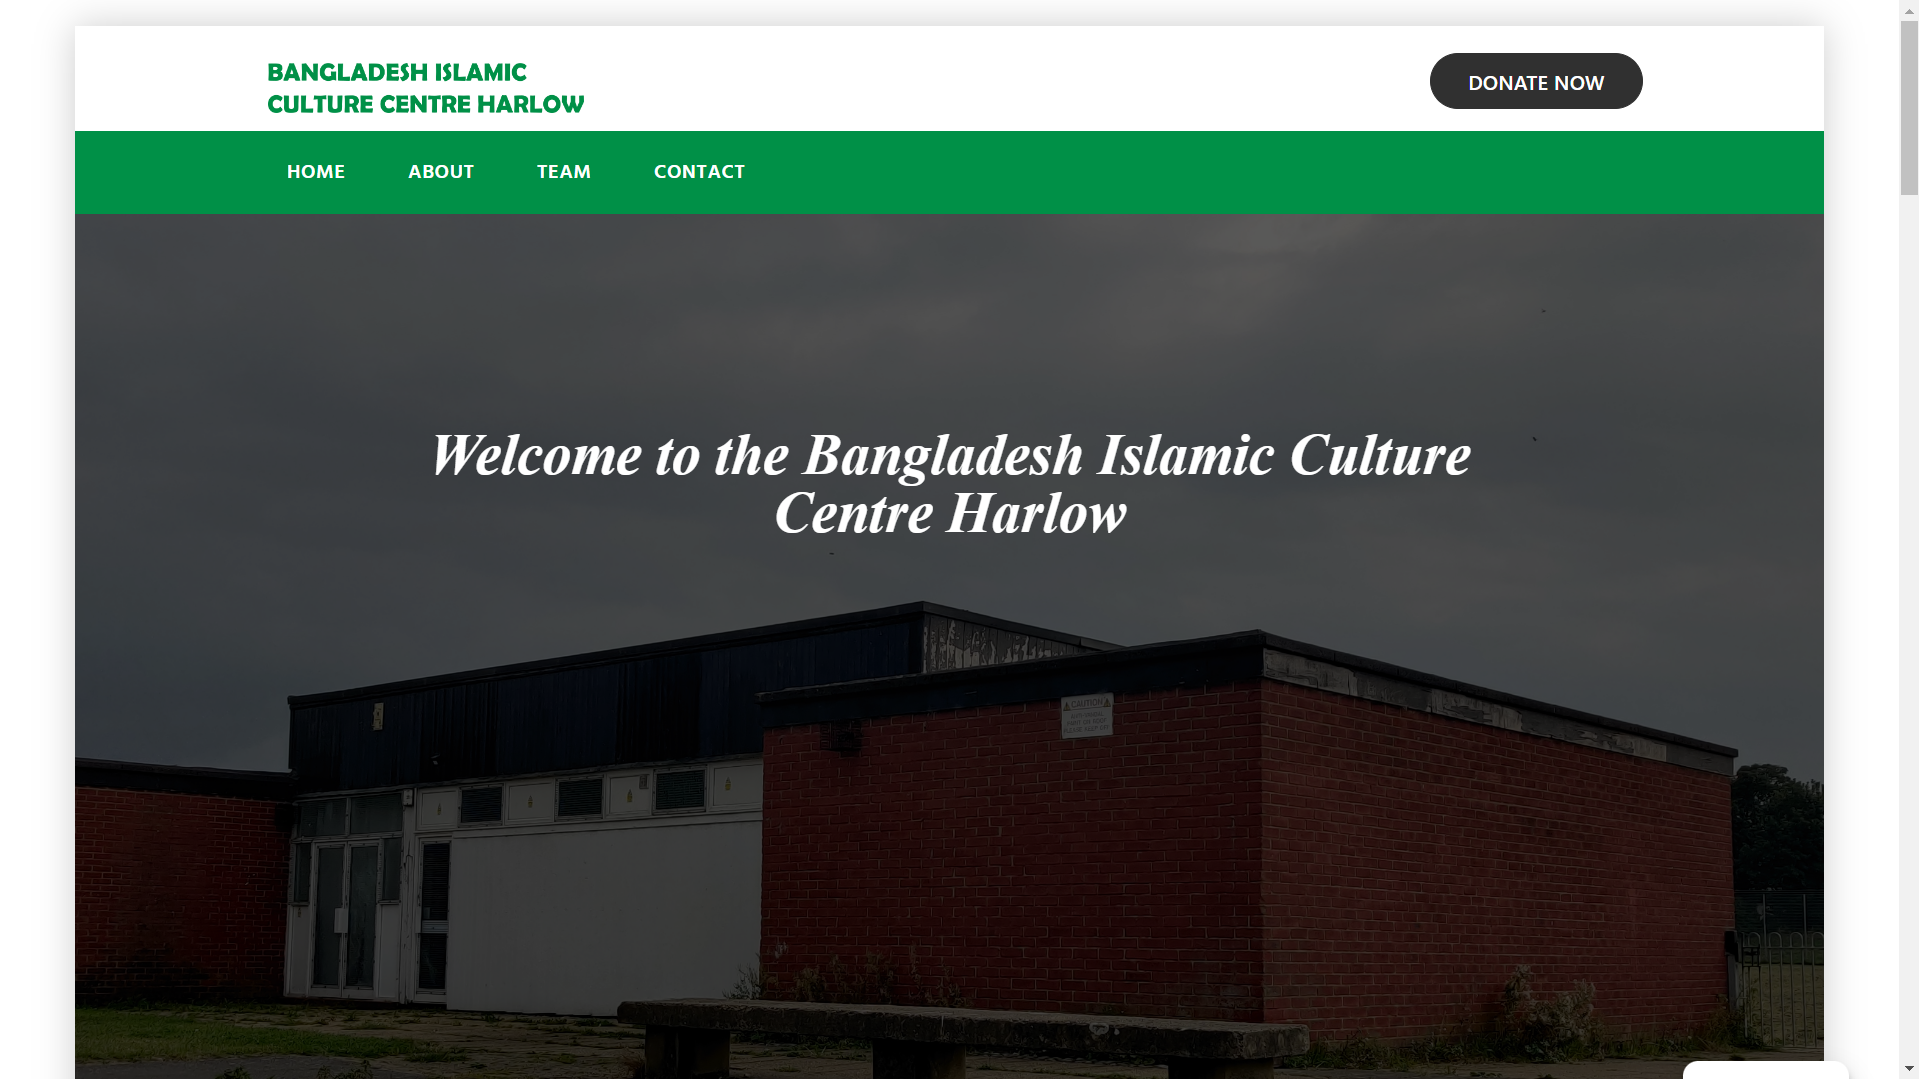 BANGLADESH ISLAMIC
CULTURE CENTRE HARLOW
DONATE NOW
HOME
ABOUT
TEAM
CONTACT
Welcome to the Bangladesh Islamic Culture
Centre Harlow
CAUTION